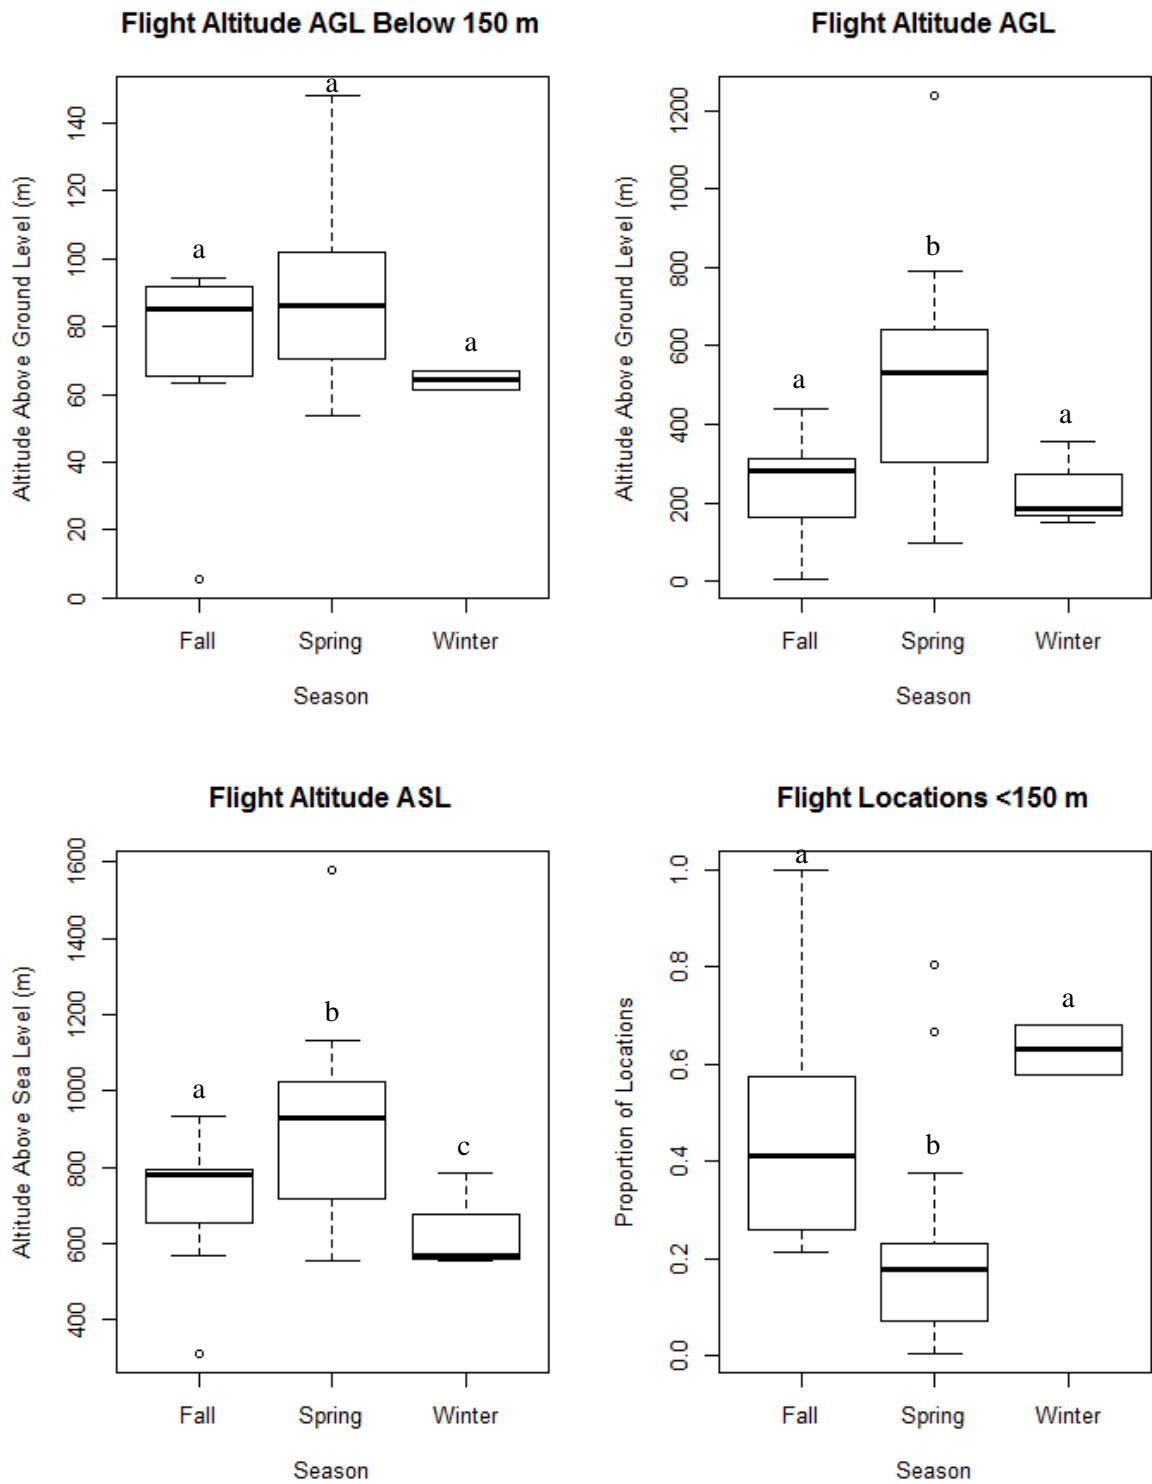 Flight Altitude AGL Below 150 m
Altitude Above Ground Level (m)
140
120
100
80
60
40
20
0
a
a
a
Fall Spring Winter
Season
Flight Altitude AGL
Altitude Above Ground Level (m)
1200
1000
800
600
400
200
0
a
b
a
Fall Spring Winter
Season
Flight Altitude ASL
Altitude Above Sea Level (m)
1600
1400
1200
1000
800
600
400
a
b
c
Fall Spring Winter
Season
Flight Locations <150 m
Proportion of Locations
1.0
0.8
0.6
0.4
0.2
0.0
a
b
a
Fall Spring Winter
Season